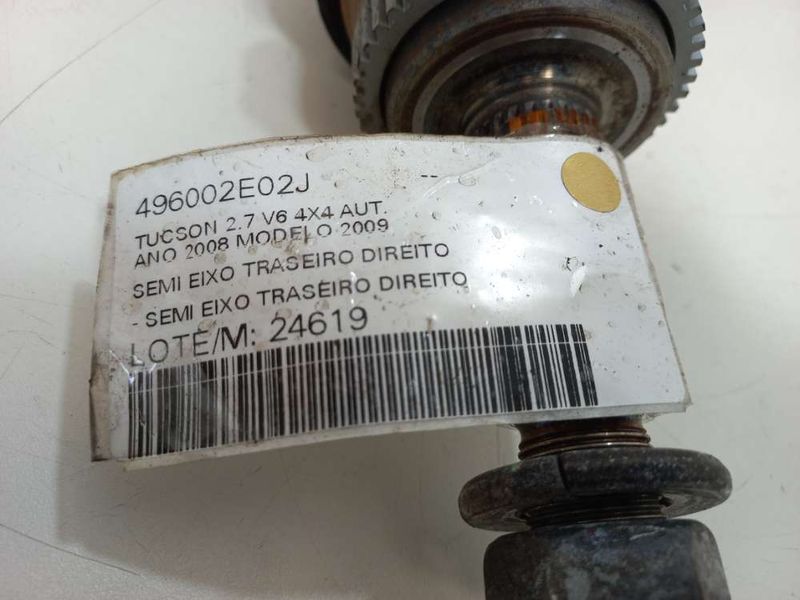 496002E02J
--
TUCSON 2.7 V6 4X4 AUT.
ANO 2008 MODELO 2009
SEMI EIXO TRASEIRO DIREITO
- SEMI EIXO TRASEIRO DIREITO
LOTE/M: 24619